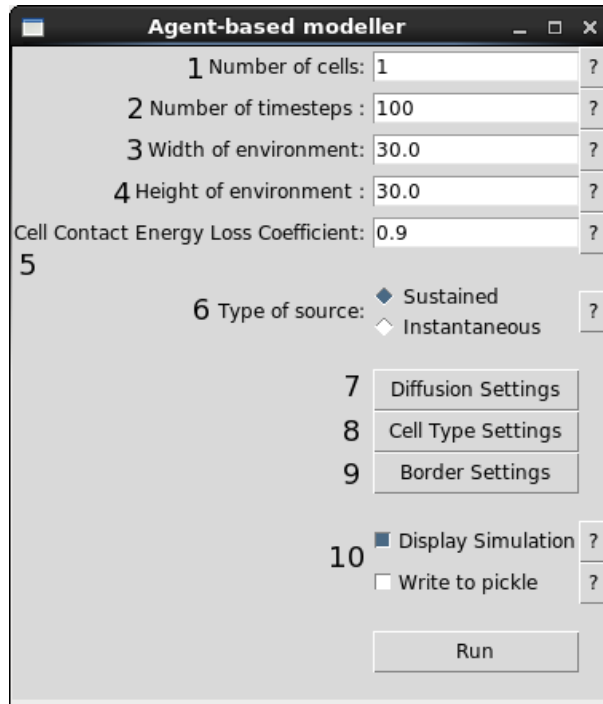 Agent-based modeller
1 Number of cells: 1 ?
2 Number of timesteps : 100 ?
3 Width of environment: 30.0 ?
4 Height of environment : 30.0 ?
Cell Contact Energy Loss Coefficient: 0.9 ?
5
Sustained
6 Type of source: ?
Instantaneous
7 Diffusion Settings
8 Cell Type Settings
9 Border Settings
Display Simulation ?
10
Write to pickle ?
Run